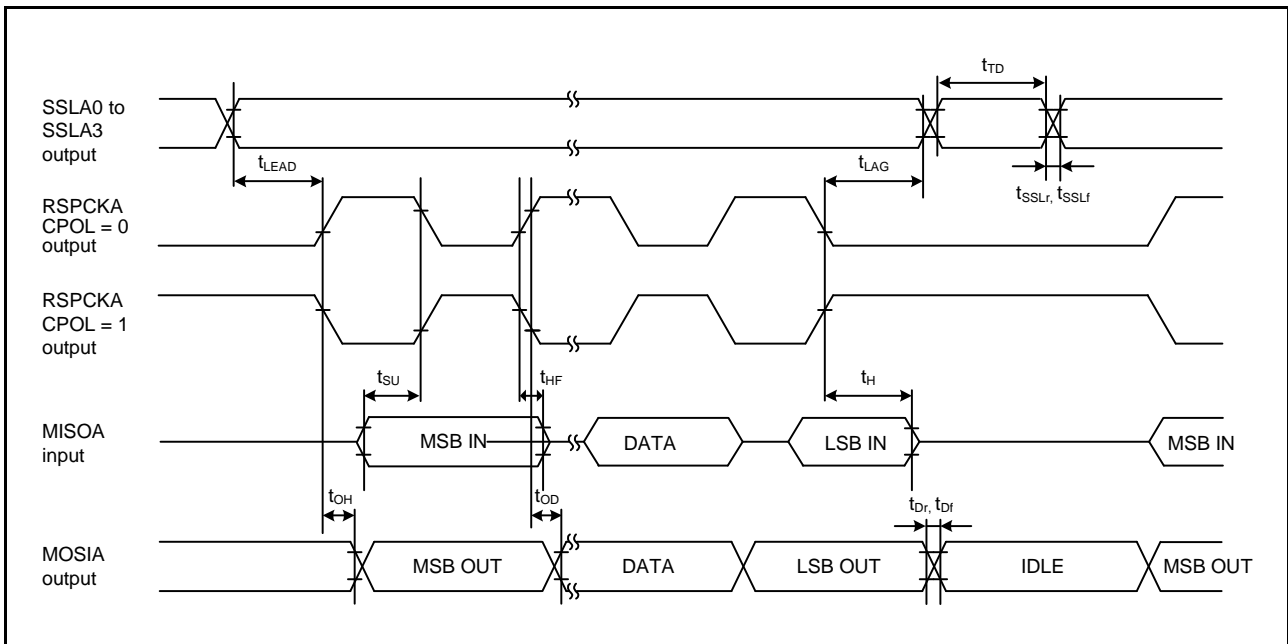 tTD
SSLA0 to
SSLA3
output
tLEAD
tLAG
tSSLr, tSSLf
RSPCKA
CPOL = 0
output
RSPCKA
CPOL = 1
output
tSU
tHF
tH
MISOA
input
MSB IN
DATA
LSB IN
MSB IN
tOH
tOD
tDr, tDf
MOSIA
output
MSB OUT
DATA
LSB OUT
IDLE
MSB OUT